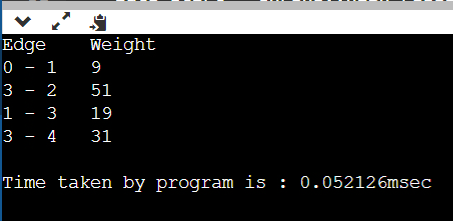 Edge    Weight
0 - 1   9
3 - 2   51
1 - 3   19
3 - 4   31
Time taken by program is : 0.052126msec